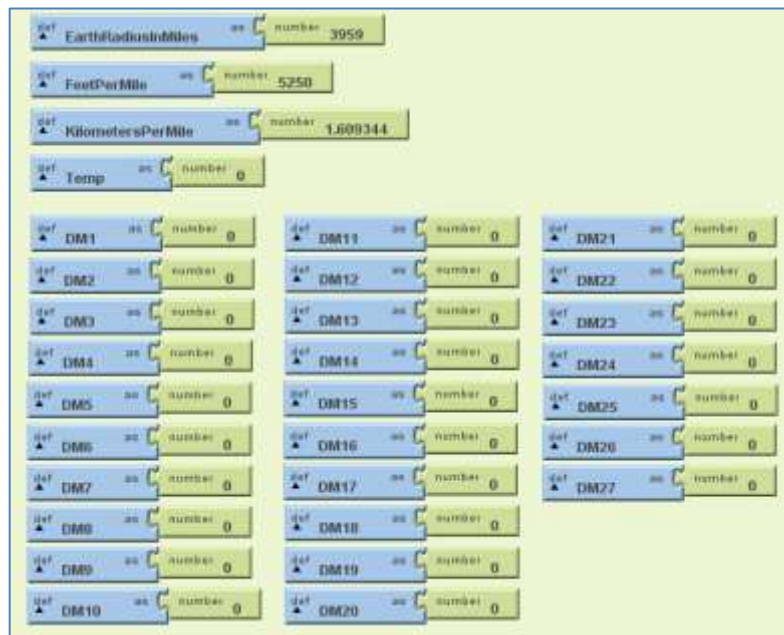 def EarthRadiusInMiles as number 3959
def FeetPerMile as number 5280
def KilometersPerMile as number 1.609344
def Temp as number 0
def DM1 as number 0
def DM11 as number 0
def DM21 as number 0
def DM2 as number 0
def DM12 as number 0
def DM22 as number 0
def DM3 as number 0
def DM13 as number 0
def DM23 as number 0
def DM4 as number 0
def DM14 as number 0
def DM24 as number 0
def DM5 as number 0
def DM15 as number 0
def DM25 as number 0
def DM6 as number 0
def DM16 as number 0
def DM26 as number 0
def DM7 as number 0
def DM17 as number 0
def DM27 as number 0
def DM8 as number 0
def DM18 as number 0
def DM9 as number 0
def DM19 as number 0
def DM10 as number 0
def DM20 as number 0